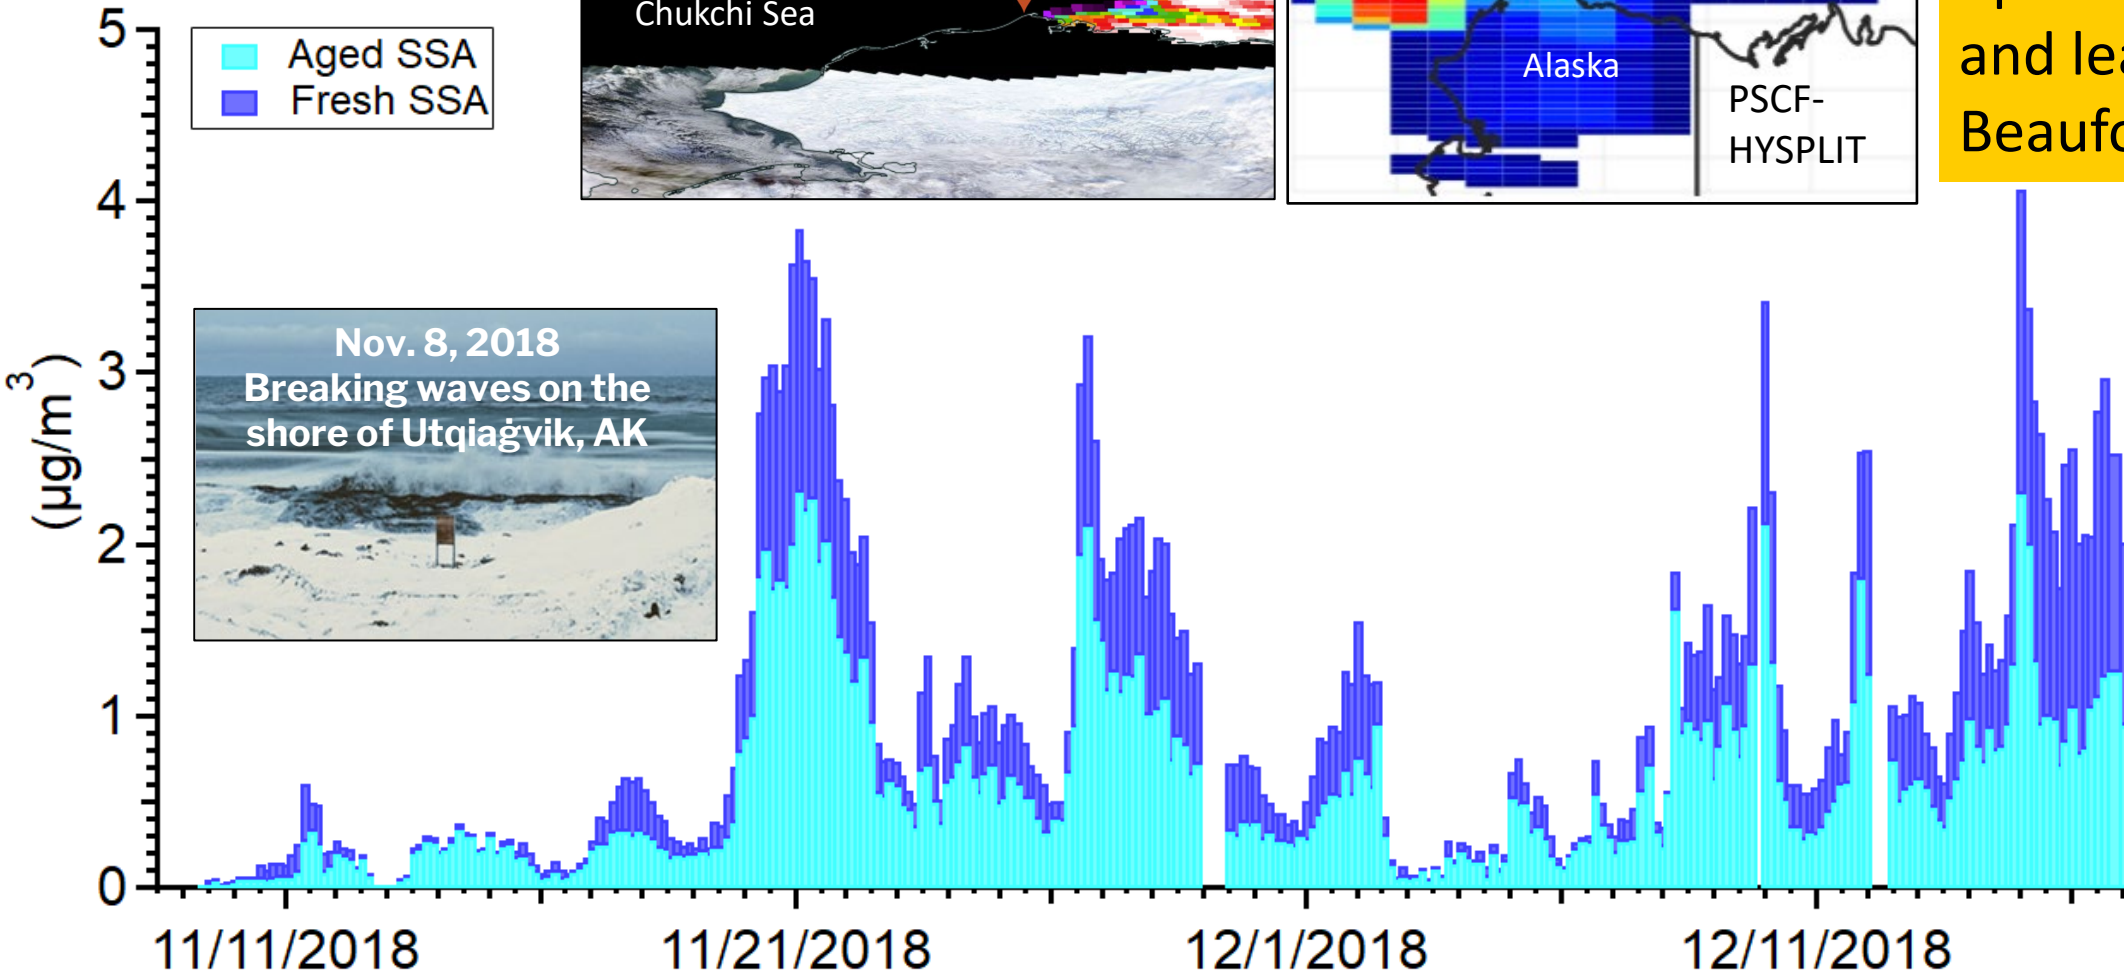 Chukchi Sea
Alaska
PSCF-
HYSPLIT
and
Aged SSA
Fresh SSA
5
4
3
2
1
0
(µg/m³)
Nov. 8, 2018
Breaking waves on the
shore of Utqiaġvik, AK
11/11/2018
11/21/2018
12/1/2018
12/11/2018